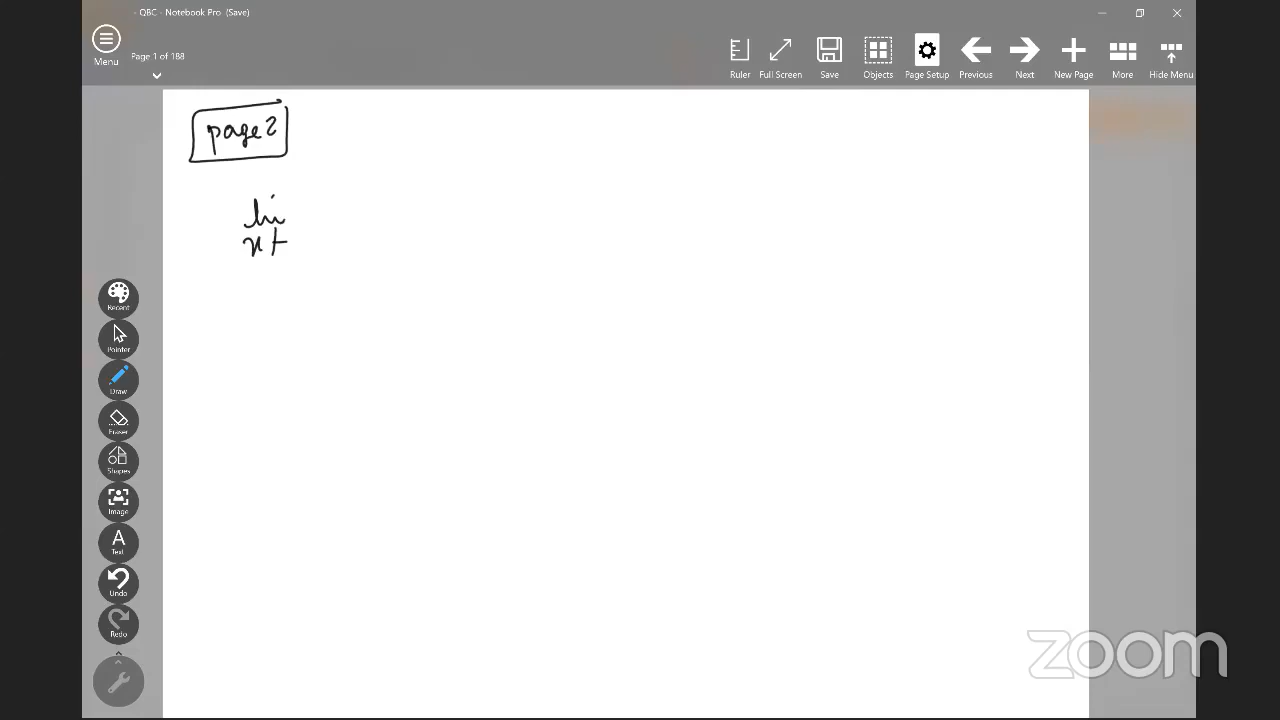 - QBC - Notebook Pro (Save)
Menu
Page 1 of 188
Ruler
Full Screen
Save
Objects
Page Setup
Previous
Next
New Page
More
Hide Menu
page 2
li
x
Recent
Pointer
Draw
Eraser
Shapes
Image
A
Text
Undo
Redo
zoom